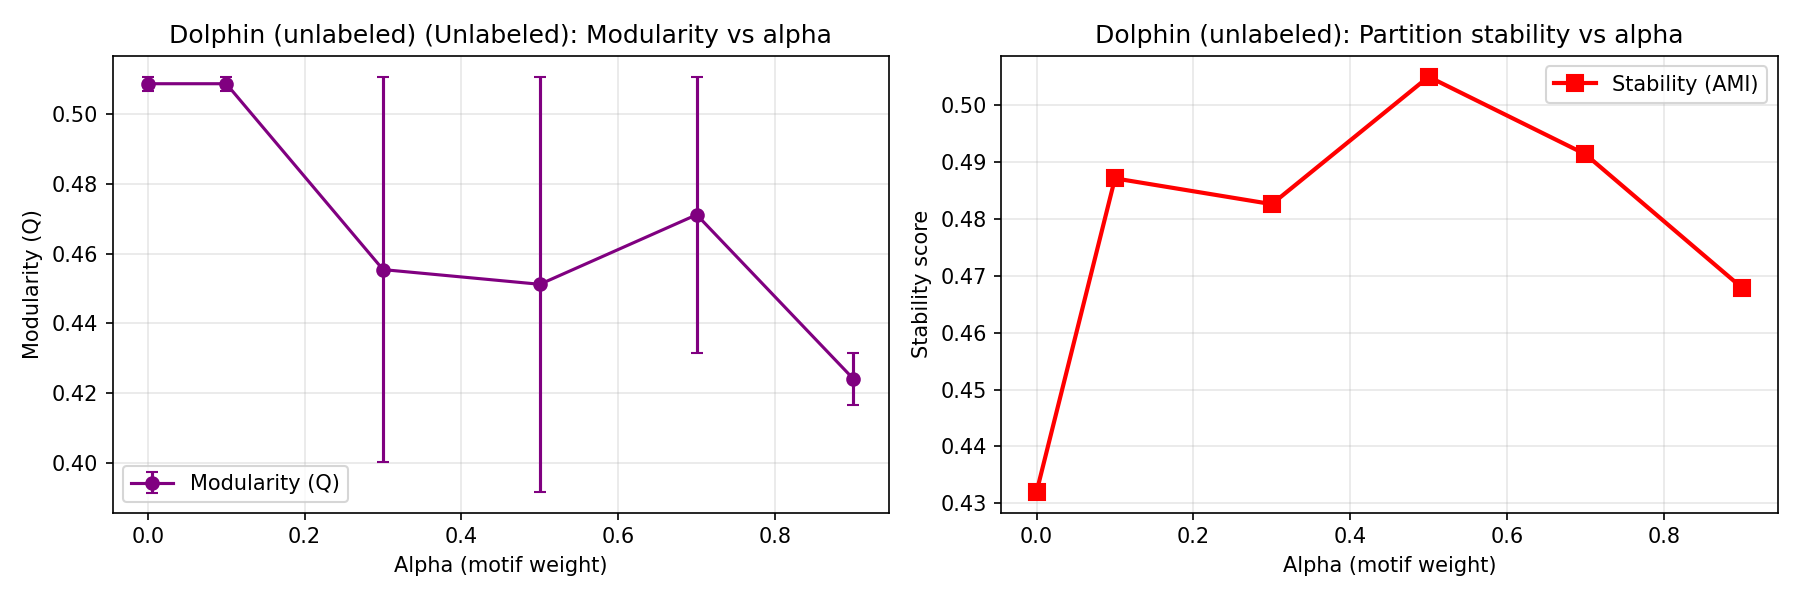 Dolphin (unlabeled) (Unlabeled): Modularity vs alpha
Modularity (Q)
0.50
0.48
0.46
0.44
0.42
0.40
Modularity (Q)
0.0 0.2 0.4 0.6 0.8
Alpha (motif weight)
Dolphin (unlabeled): Partition stability vs alpha
Stability score
0.50
0.49
0.48
0.47
0.46
0.45
0.44
0.43
Stability (AMI)
0.0 0.2 0.4 0.6 0.8
Alpha (motif weight)